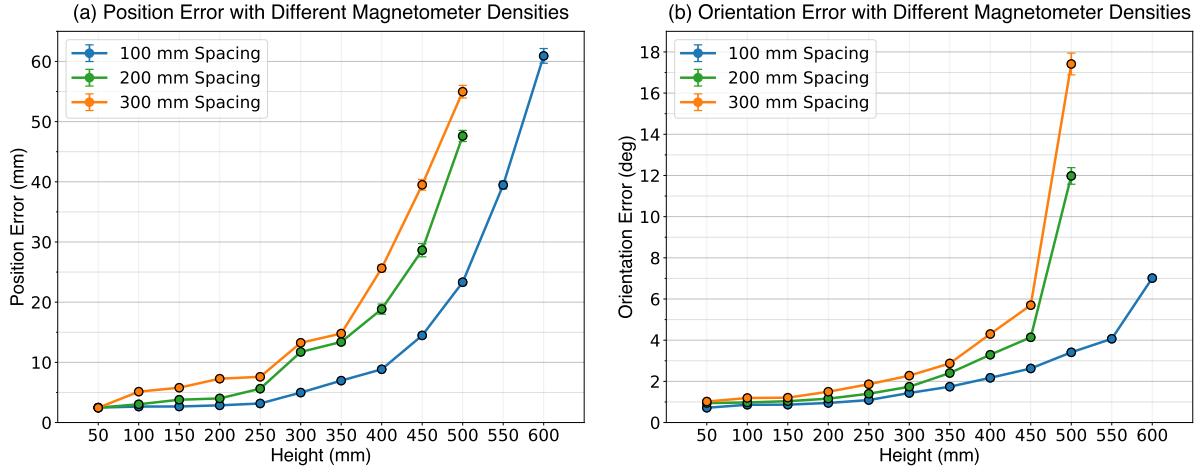 (a) Position Error with Different Magnetometer Densities
100 mm Spacing
200 mm Spacing
300 mm Spacing
Position Error (mm)
60
50
40
30
20
10
0
50 100 150 200 250 300 350 400 450 500 550 600
Height (mm)
(b) Orientation Error with Different Magnetometer Densities
100 mm Spacing
200 mm Spacing
300 mm Spacing
Orientation Error (deg)
18
16
14
12
10
8
6
4
2
0
50 100 150 200 250 300 350 400 450 500 550 600
Height (mm)